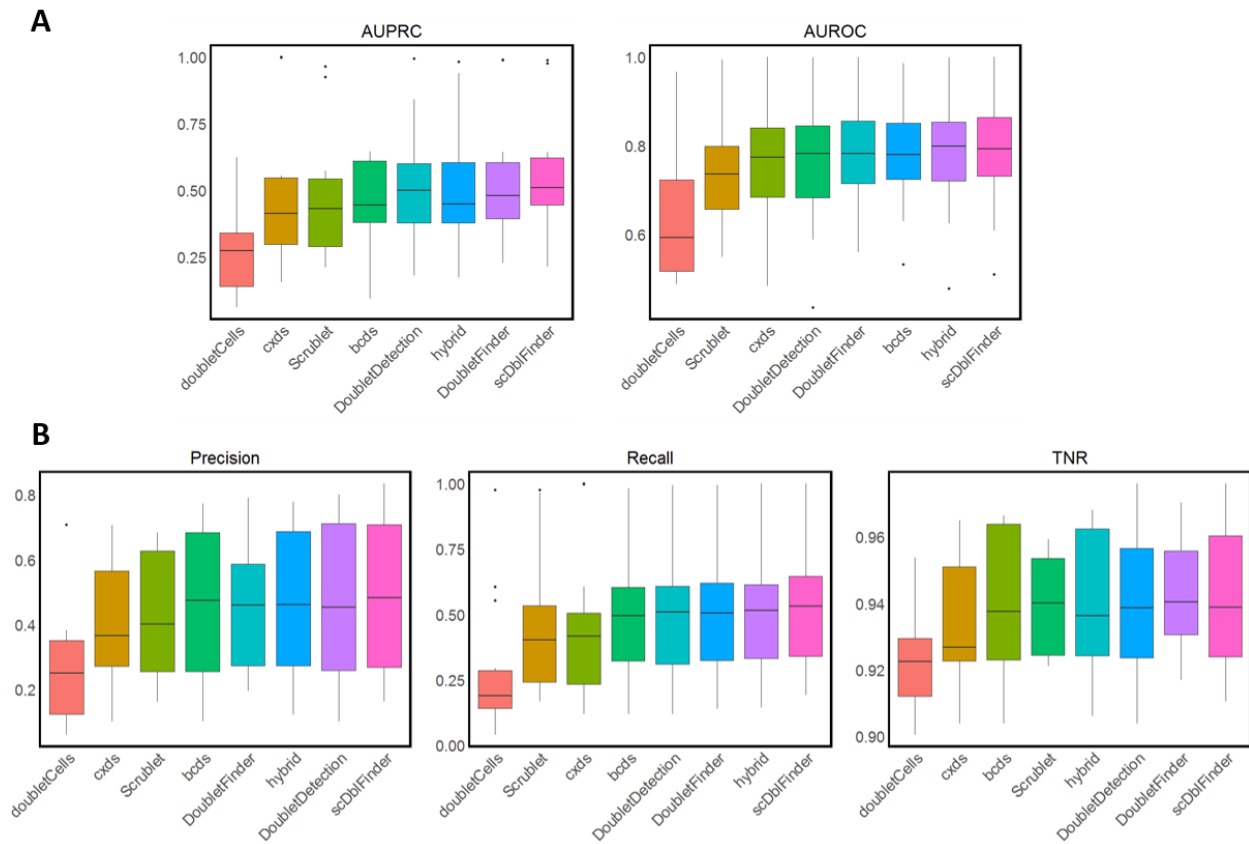 A
AUPRC
AUROC
1.00
0.75
0.50
0.25
1.0
0.8
0.6
doubletCells
cxds
Scrublet
bcds
DoubletDetection
hybrid
DoubletFinder
scDblFinder
doubletCells
Scrublet
cxds
DoubletDetection
DoubletFinder
bcds
hybrid
scDblFinder
B
Precision
Recall
TNR
0.8
0.6
0.4
0.2
1.00
0.75
0.50
0.25
0.00
0.96
0.94
0.92
0.90
doubletCells
cxds
Scrublet
bcds
DoubletFinder
hybrid
DoubletDetection
scDblFinder
doubletCells
Scrublet
cxds
bcds
DoubletDetection
DoubletFinder
hybrid
scDblFinder
doubletCells
cxds
bcds
Scrublet
hybrid
DoubletDetection
DoubletFinder
scDblFinder